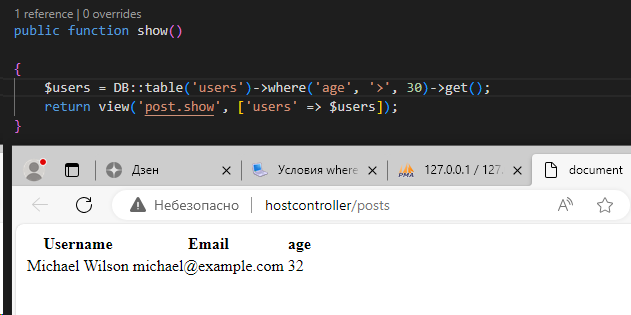 1 reference | 0 overrides
public function show()
{
$users = DB::table('users')->where('age', '>', 30)->get();
return view('post.show', ['users' => $users]);
}
Дзен
Условия where
PMA
127.0.0.1 / 127.
document
Небезопасно
hostcontroller/posts
Username Email age
Michael Wilson michael@example.com 32